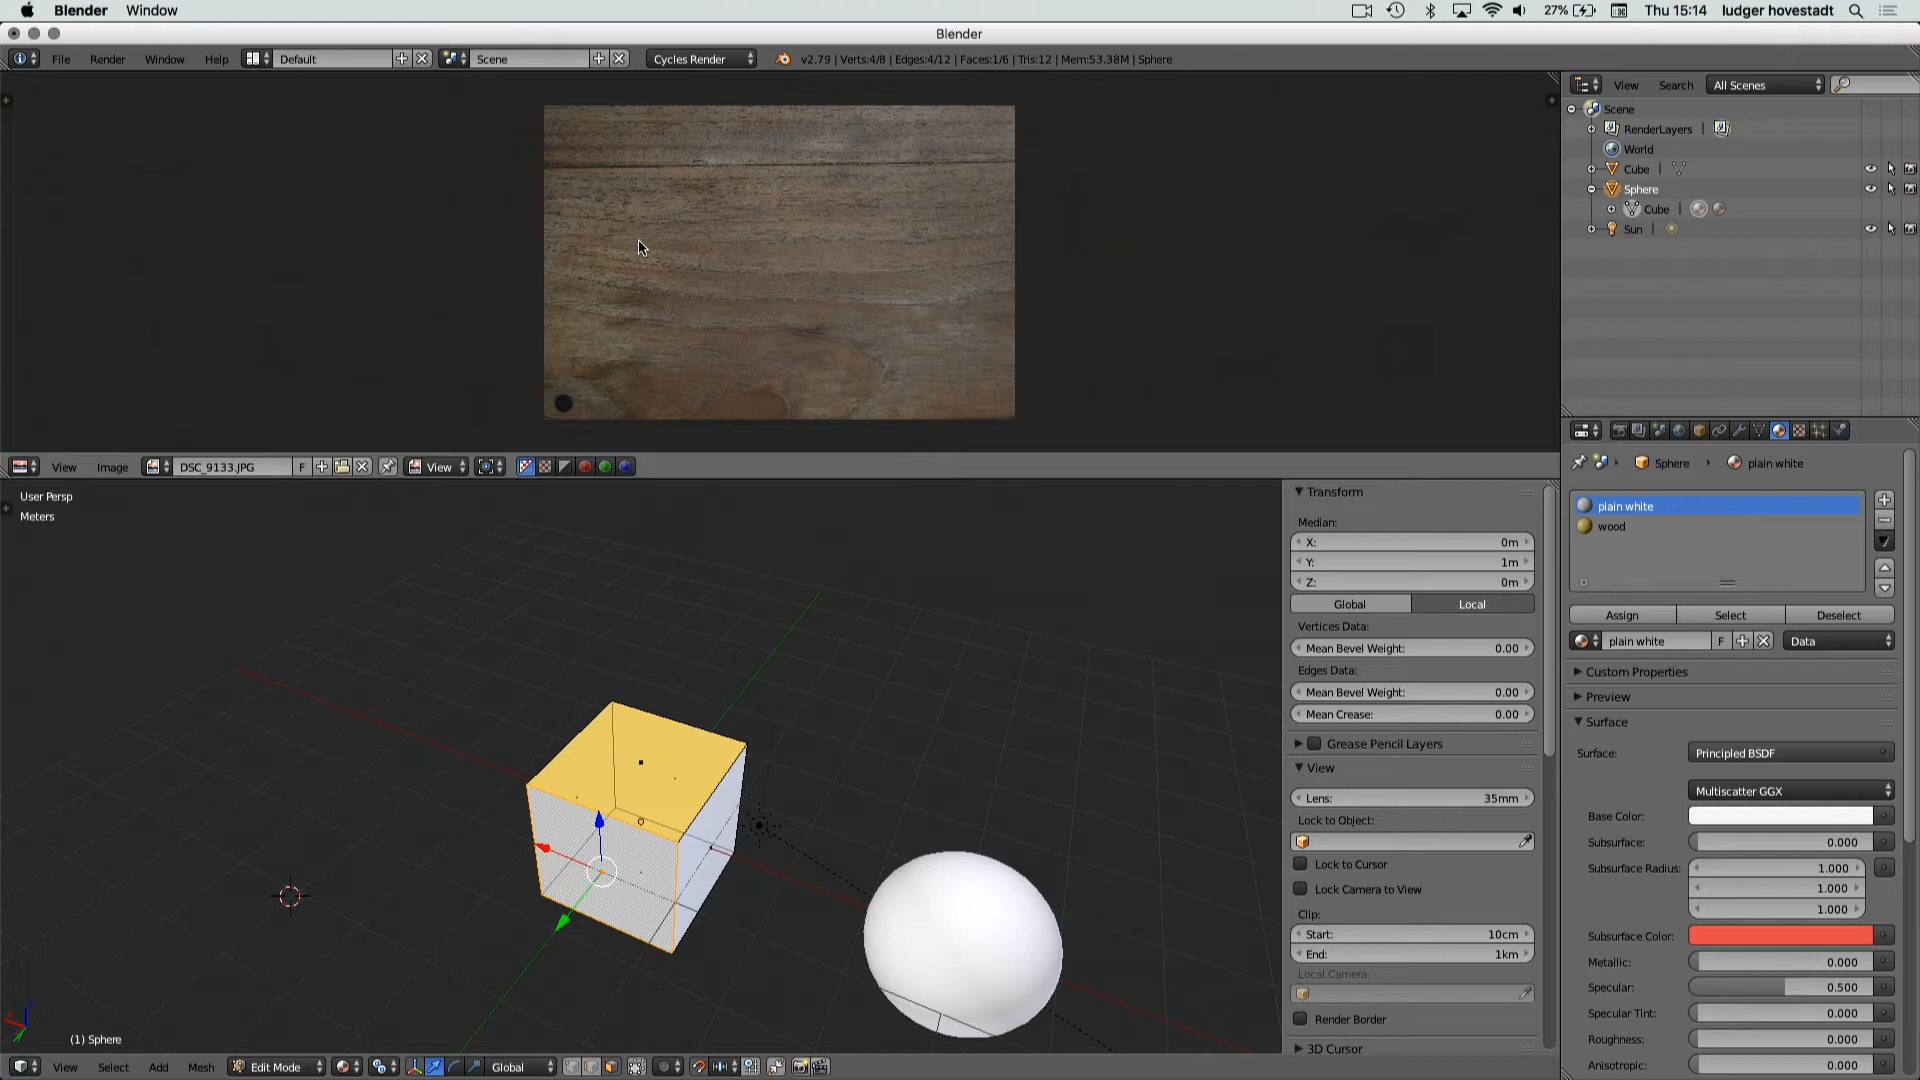 Blender Window 27% Thu 15:14 ludger hovestadt
Blender
File Render Window Help Default Scene Cycles Render v2.79 | Verts:4/8 | Edges:4/12 | Faces:1/6 | Tris:12 | Mem:53.38M | Sphere
View Search All Scenes
Scene
RenderLayers |
World
Cube |
Sphere
Cube |
Sun |
View Image DSC_9133.JPG F View
Sphere plain white
plain white
wood
Assign Select Deselect
plain white F Data
Custom Properties
Preview
Surface
Surface: Principled BSDF
Multiscatter GGX
Base Color:
Subsurface: 0.000
Subsurface Radius: 1.000
1.000
1.000
Subsurface Color:
Metallic: 0.000
Specular: 0.500
Specular Tint: 0.000
Roughness: 0.000
Anisotropic: 0.000
User Persp
Meters
(1) Sphere
Transform
Median:
X: 0m
Y: 1m
Z: 0m
Global Local
Vertices Data:
Mean Bevel Weight: 0.00
Edges Data:
Mean Bevel Weight: 0.00
Mean Crease: 0.00
Grease Pencil Layers
View
Lens: 35mm
Lock to Object:
Lock to Cursor
Lock Camera to View
Clip:
Start: 10cm
End: 1km
Local Camera:
Render Border
3D Cursor
View Select Add Mesh Edit Mode Global